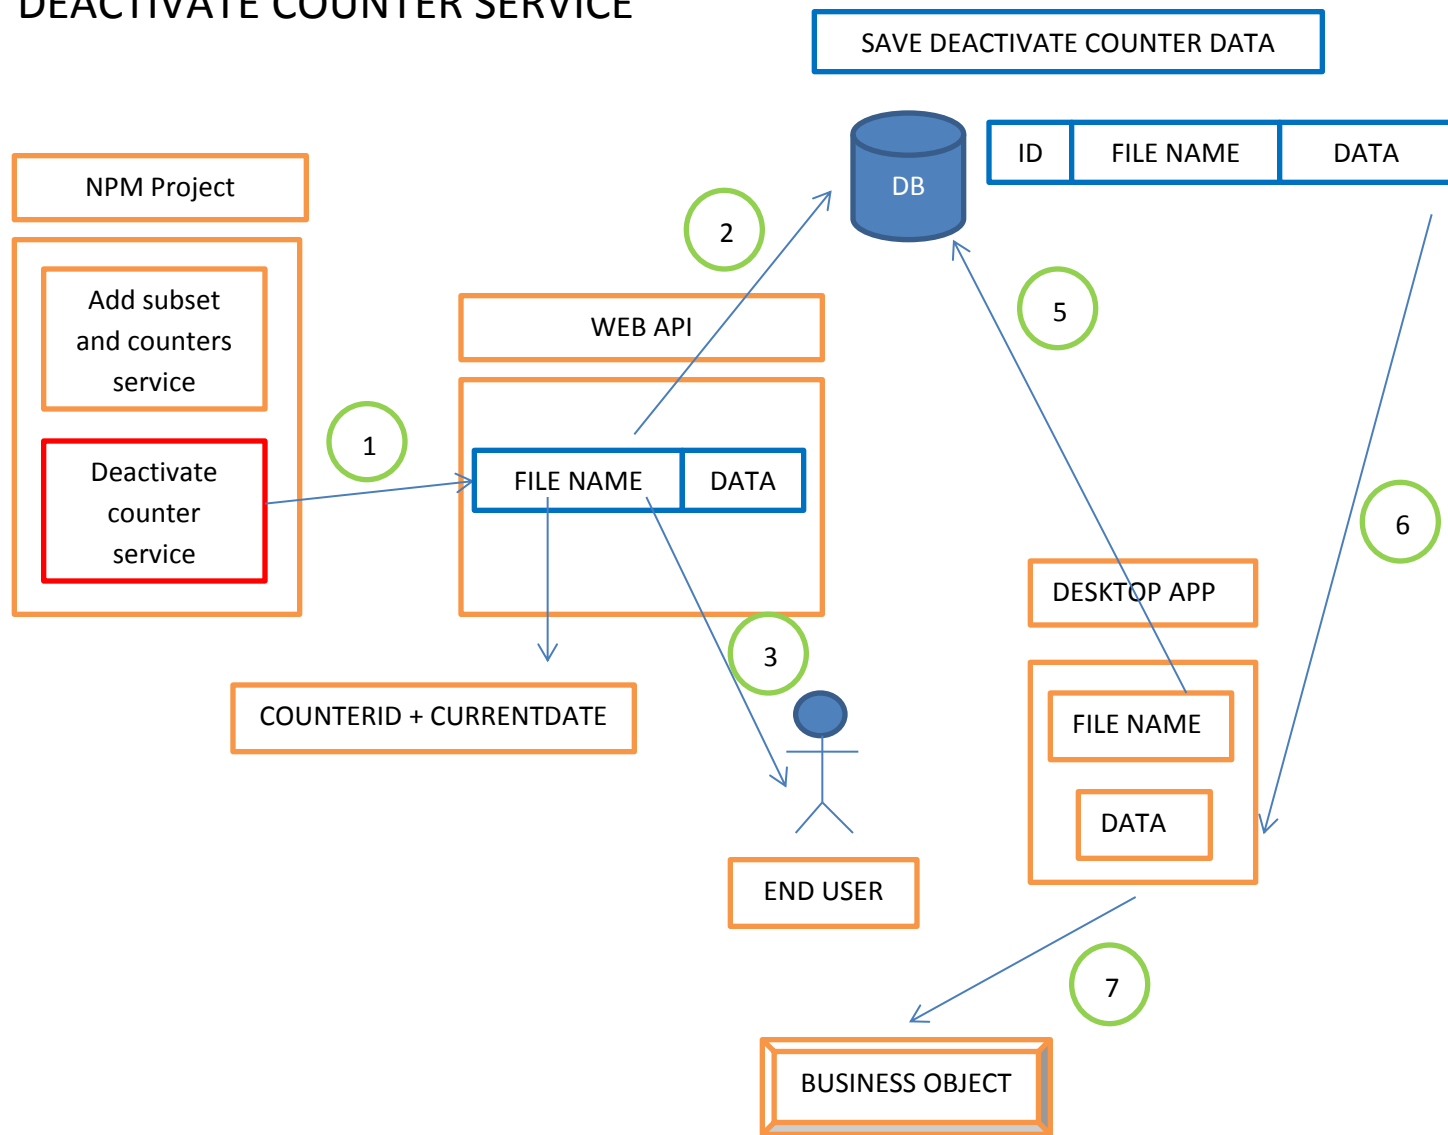 DEACTIVATE COUNTER SERVICE
SAVE DEACTIVATE COUNTER DATA
DB
ID
FILE NAME
DATA
NPM Project
Add subset
and counters
service
Deactivate
counter
service
1
2
WEB API
FILE NAME
DATA
3
COUNTERID + CURRENTDATE
END USER
5
6
DESKTOP APP
FILE NAME
DATA
7
BUSINESS OBJECT